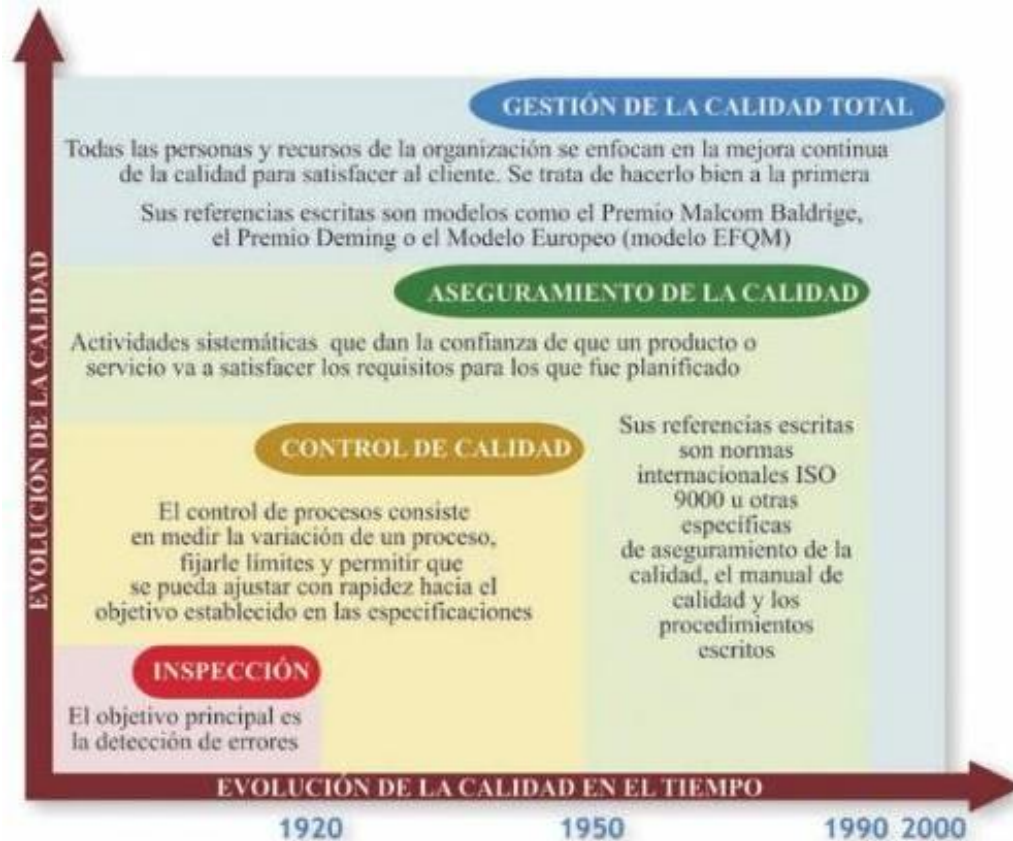 GESTIÓN DE LA CALIDAD TOTAL
Todas las personas y recursos de la organización se enfocan en la mejora continua
de la calidad para satisfacer al cliente. Se trata de hacerlo bien a la primera
Sus referencias escritas son modelos como el Premio Malcom Baldrige,
el Premio Deming o el Modelo Europeo (modelo EFQM)
ASEGURAMIENTO DE LA CALIDAD
Actividades sistemáticas que dan la confianza de que un producto o
servicio va a satisfacer los requisitos para los que fue planificado
Sus referencias escritas
son normas
internacionales ISO
9000 u otras
específicas
de aseguramiento de la
calidad, el manual de
calidad y los
procedimientos
escritos
CONTROL DE CALIDAD
El control de procesos consiste
en medir la variación de un proceso,
fijarle límites y permitir que
se pueda ajustar con rapidez hacia el
objetivo establecido en las especificaciones
INSPECCIÓN
El objetivo principal es
la detección de errores
EVOLUCIÓN DE LA CALIDAD
EVOLUCIÓN DE LA CALIDAD EN EL TIEMPO
1920 1950 1990 2000